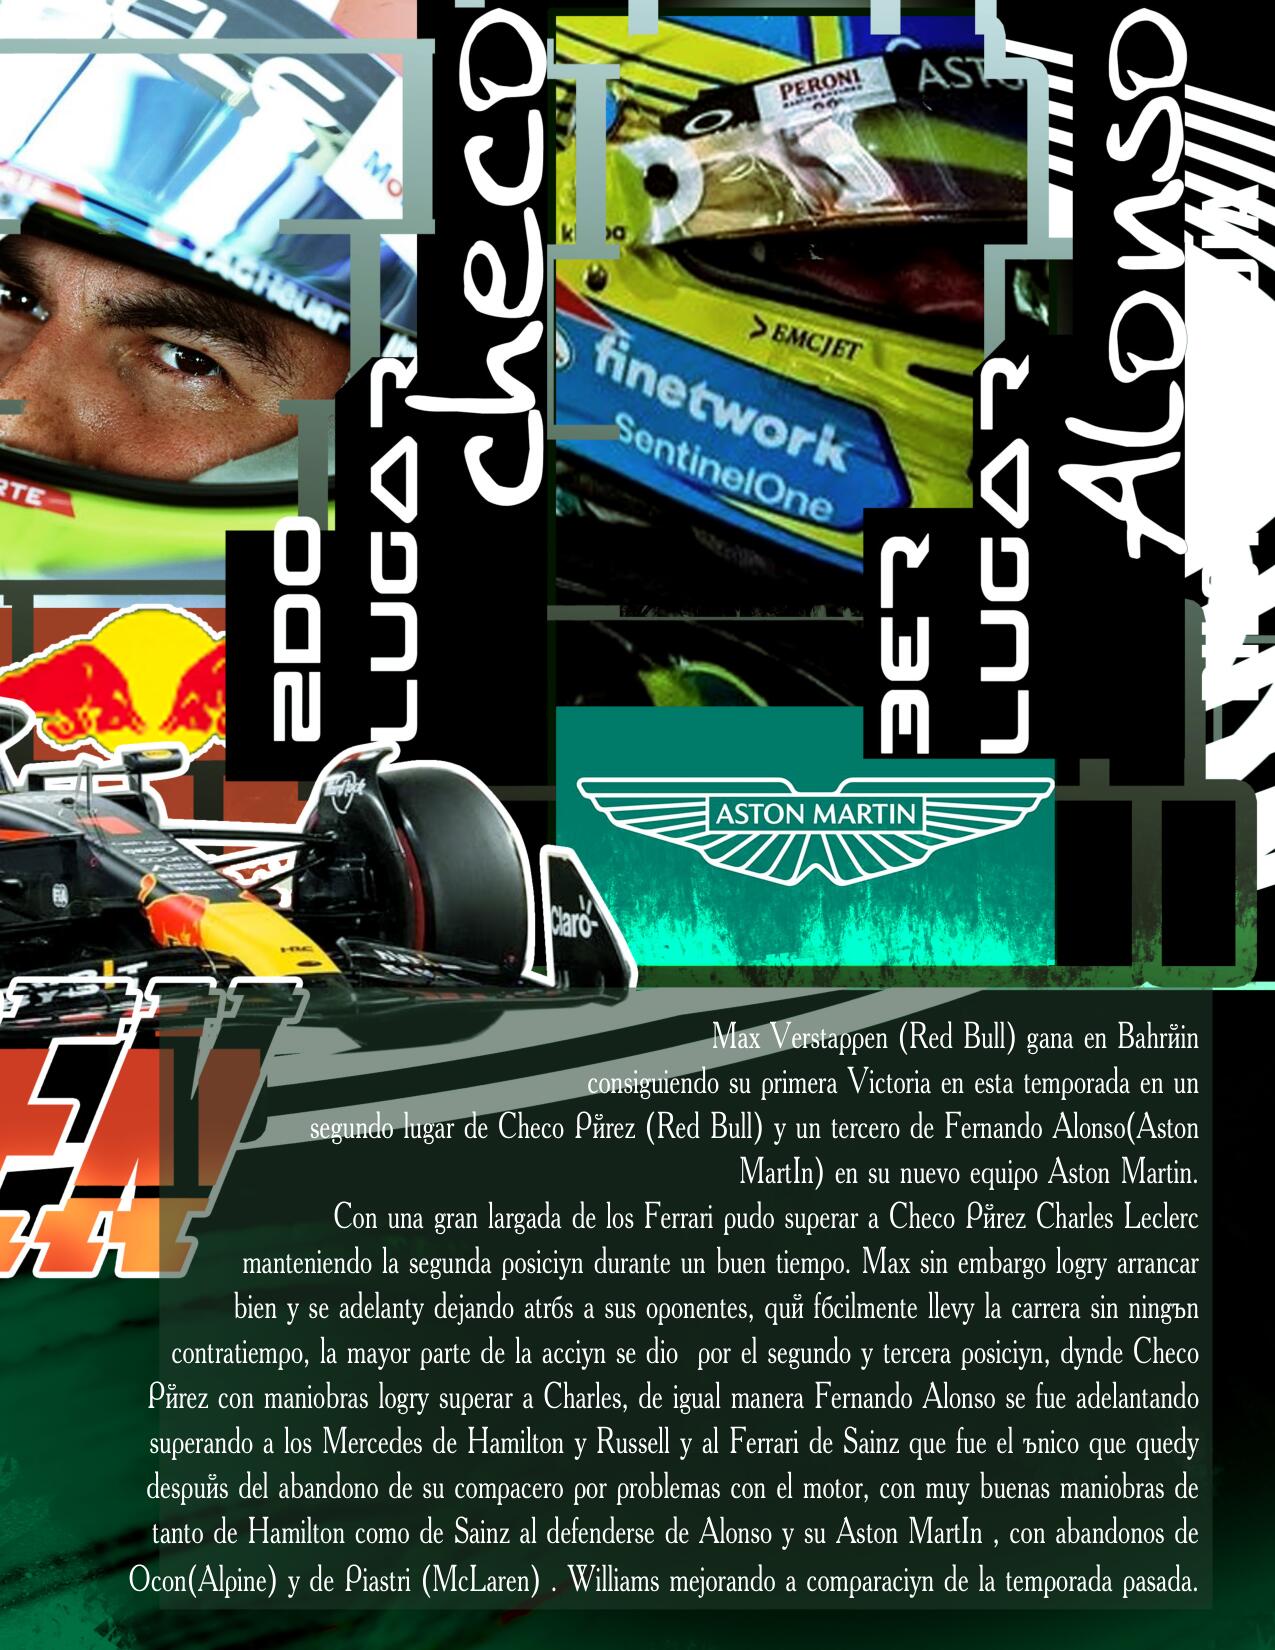 Checo
2DO
LUGAR
Alonso
3ER
LUGAR
PERONI
AST
TAGHeuer
EMCJET
finetwork
SentinelOne
RTE
ASTON MARTIN
Claro-
Max Verstappen (Red Bull) gana en Bahrйin
consiguiendo su primera Victoria en esta temporada en un
segundo lugar de Checo Pйrez (Red Bull) y un tercero de Fernando Alonso(Aston
MartIn) en su nuevo equipo Aston Martin.
Con una gran largada de los Ferrari pudo superar a Checo Pйrez Charles Leclerc
manteniendo la segunda posiciyn durante un buen tiempo. Max sin embargo logry arrancar
bien y se adelanty dejando atrбs a sus oponentes, quй fбcilmente llevy la carrera sin ningъn
contratiempo, la mayor parte de la acciyn se dio  por el segundo y tercera posiciyn, dynde Checo
Pйrez con maniobras logry superar a Charles, de igual manera Fernando Alonso se fue adelantando
superando a los Mercedes de Hamilton y Russell y al Ferrari de Sainz que fue el ъnico que quedy
despuйs del abandono de su compacero por problemas con el motor, con muy buenas maniobras de
tanto de Hamilton como de Sainz al defenderse de Alonso y su Aston MartIn , con abandonos de
Ocon(Alpine) y de Piastri (McLaren) . Williams mejorando a comparaciyn de la temporada pasada.